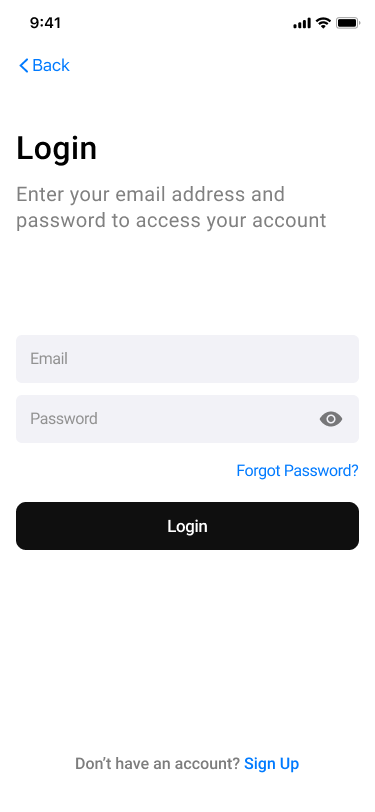 9:41
Back
Login
Enter your email address and
password to access your account
Email
Password
Forgot Password?
Login
Don’t have an account? Sign Up